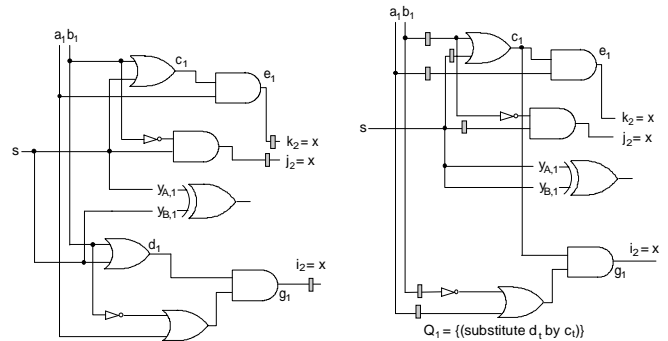 a1 b1
c1
e1
k2 = x
s
j2 = x
yA,1
yB,1
d1
i2 = x
g1
a1 b1
c1
e1
k2 = x
s
j2 = x
yA,1
yB,1
i2 = x
g1
Q1 = {(substitute dt by ct)}